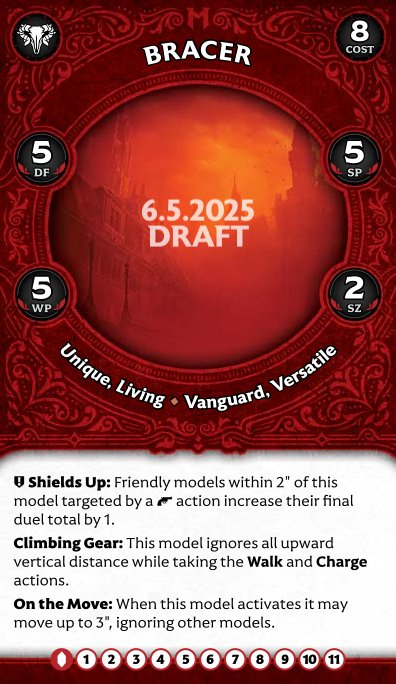 BRACER
8
COST
5
DF
5
SP
6.5.2025
DRAFT
5
WP
2
SZ
Unique, Living ◆ Vanguard, Versatile
Shields Up: Friendly models within 2" of this
model targeted by a action increase their final
duel total by 1.
Climbing Gear: This model ignores all upward
vertical distance while taking the Walk and Charge
actions.
On the Move: When this model activates it may
move up to 3", ignoring other models.
1 2 3 4 5 6 7 8 9 10 11